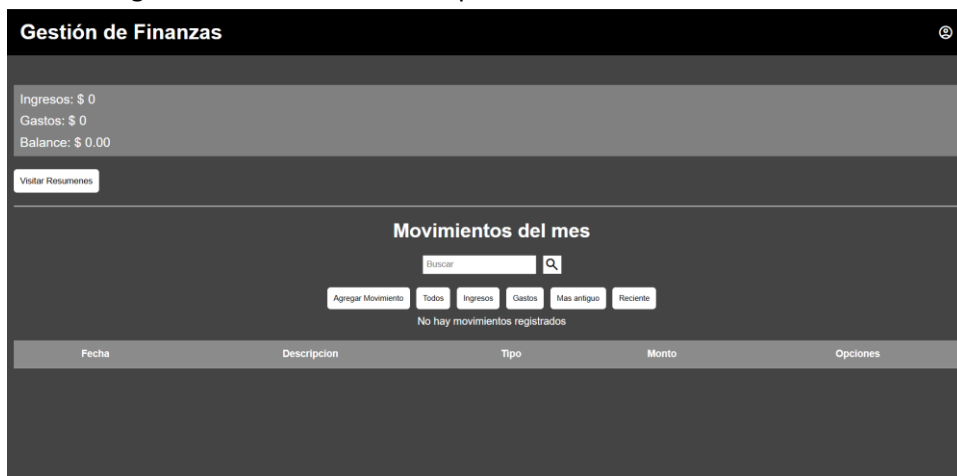 Gestión de Finanzas
Ingresos: $ 0
Gastos: $ 0
Balance: $ 0.00
Visitar Resumenes
Movimientos del mes
Buscar
Agregar Movimiento Todos Ingresos Gastos Mas antiguo Reciente
No hay movimientos registrados
Fecha Descripcion Tipo Monto Opciones